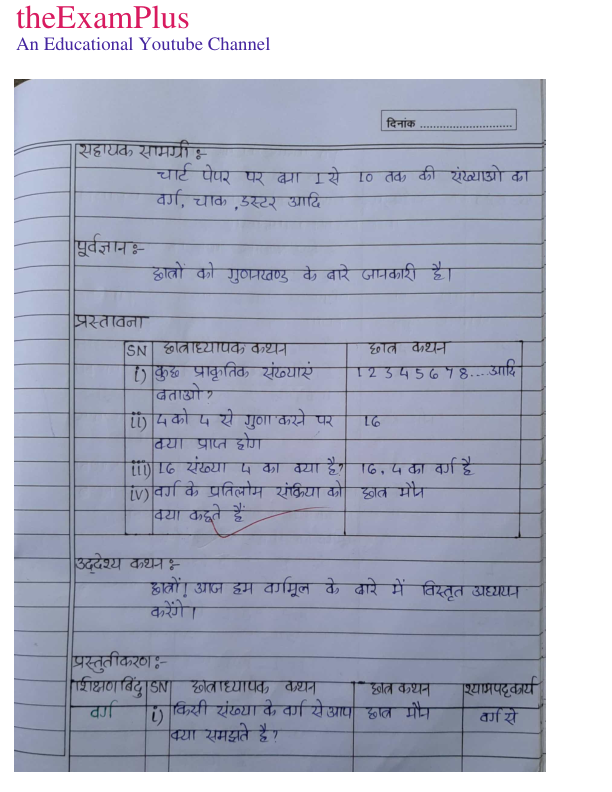 theExamPlus
An Educational Youtube Channel
दिनांक ............................
सहायक सामग्री :-
चार्ट पेपर पर बना 1 से 10 तक की संख्याओ का
वर्ग, चाक, डस्टर आदि
पूर्वज्ञान :-
छात्रों को गुणनखण्ड के बारे जानकारी है।
प्रस्तावना
SN छात्राध्यापक कथन छात्र कथन
i) कुछ प्राकृतिक संख्याएं 1 2 3 4 5 6 7 8....आदि
बताओ ?
ii) 4 को 4 से गुणा करने पर 16
क्या प्राप्त होग
iii) 16 संख्या 4 का क्या है? 16, 4 का वर्ग है
iv) वर्ग के प्रतिलोम संक्रिया को छात्र मौन
क्या कहते हैं
उद्देश्य कथन :-
छात्रों! आज हम वर्गमूल के बारे में विस्तृत अध्ययन
करेंगे।
प्रस्तुतीकरण :-
शिक्षण बिंदु SN छात्राध्यापक कथन छात्र कथन श्यामपट्टकार्य
वर्ग i) किसी संख्या के वर्ग से आप छात्र मौन वर्ग से
क्या समझते है ?